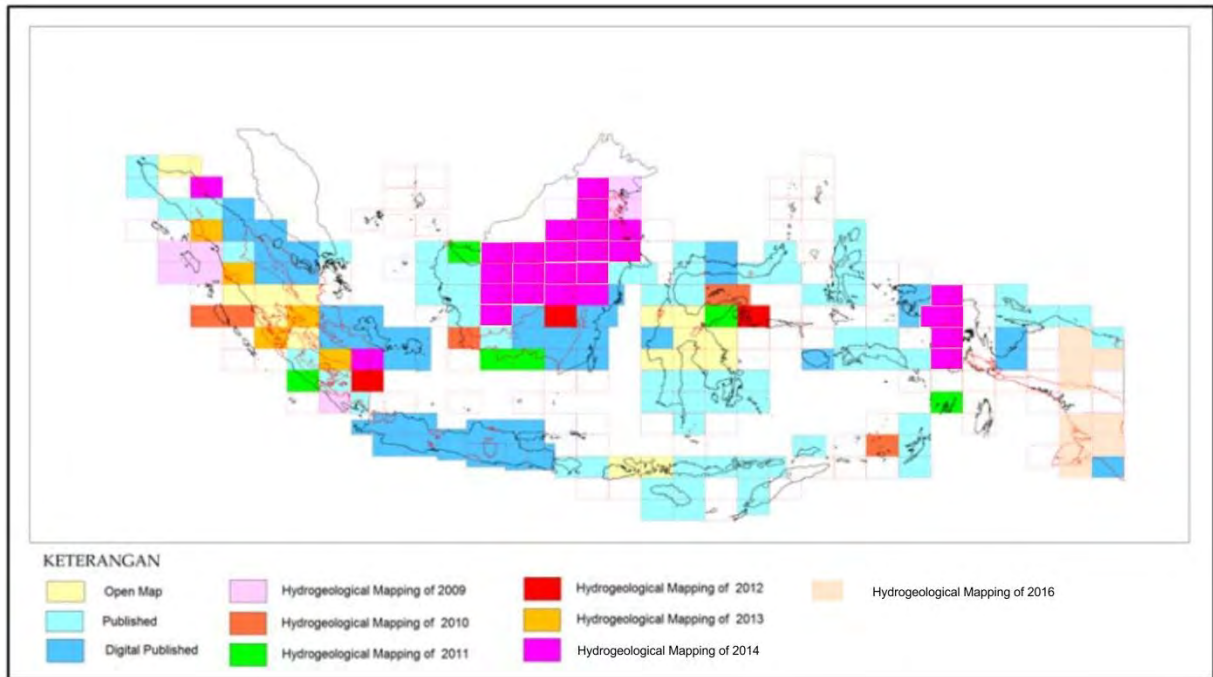 KETERANGAN
Open Map
Published
Digital Published
Hydrogeological Mapping of 2009
Hydrogeological Mapping of 2010
Hydrogeological Mapping of 2011
Hydrogeological Mapping of 2012
Hydrogeological Mapping of 2013
Hydrogeological Mapping of 2014
Hydrogeological Mapping of 2016